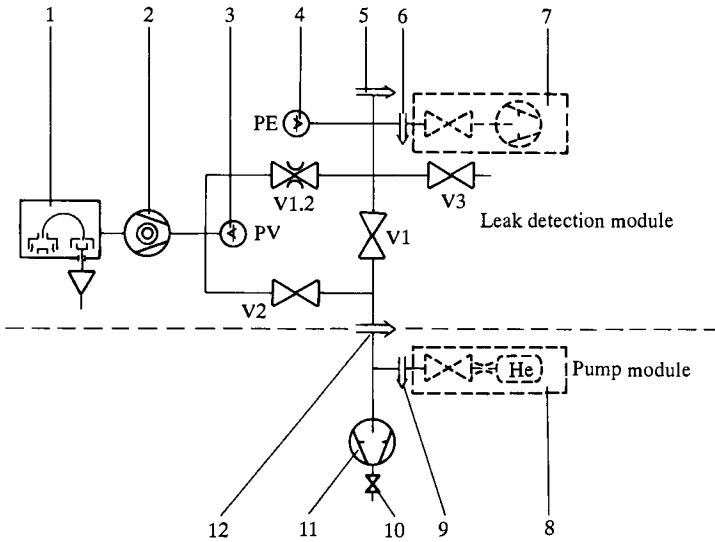 1 2 3 4 5 6 7
PE
V1.2
V3
PV
V1
Leak detection module
V2
He
Pump module
12 11 10 9 8